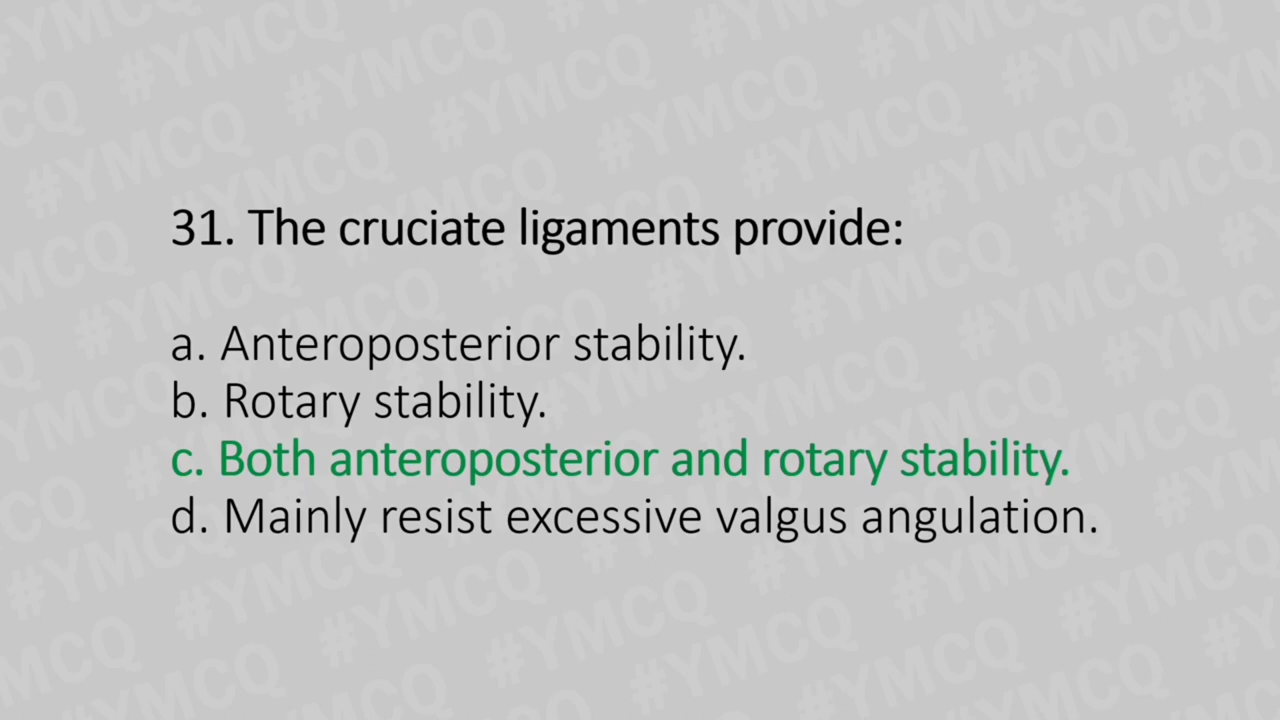 31. The cruciate ligaments provide:
a. Anteroposterior stability.
b. Rotary stability.
c. Both anteroposterior and rotary stability.
d. Mainly resist excessive valgus angulation.
#YMCQ